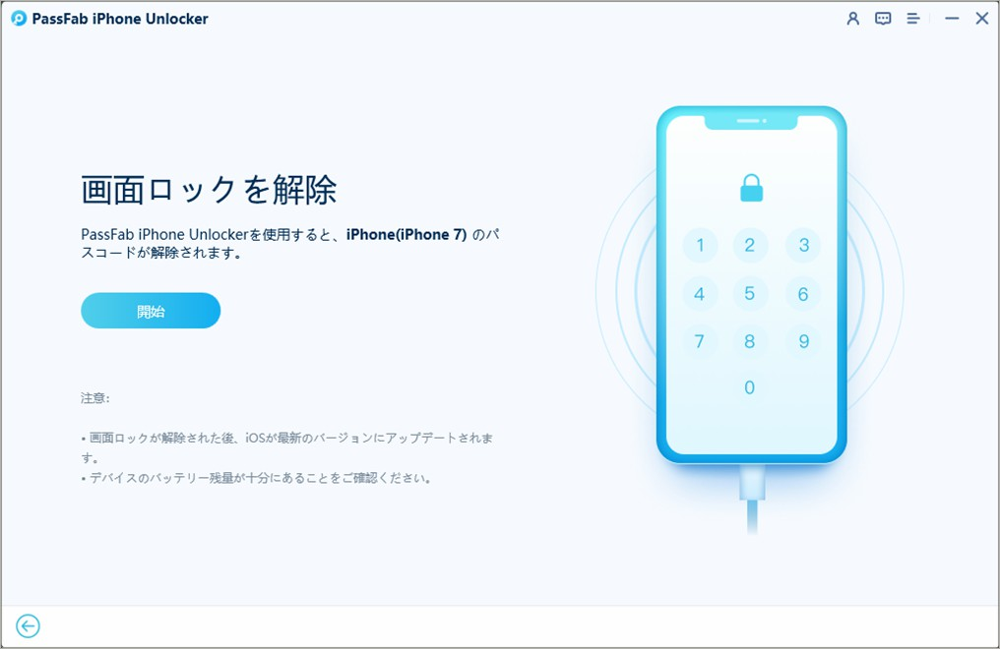 PassFab iPhone Unlocker
画面ロックを解除
PassFab iPhone Unlockerを使用すると、iPhone(iPhone 7) のパ
スコードが解除されます。
開始
注意:
• 画面ロックが解除された後、iOSが最新のバージョンにアップデートされま
す。
• デバイスのバッテリー残量が十分にあることをご確認ください。
1 2 3
4 5 6
7 8 9
0